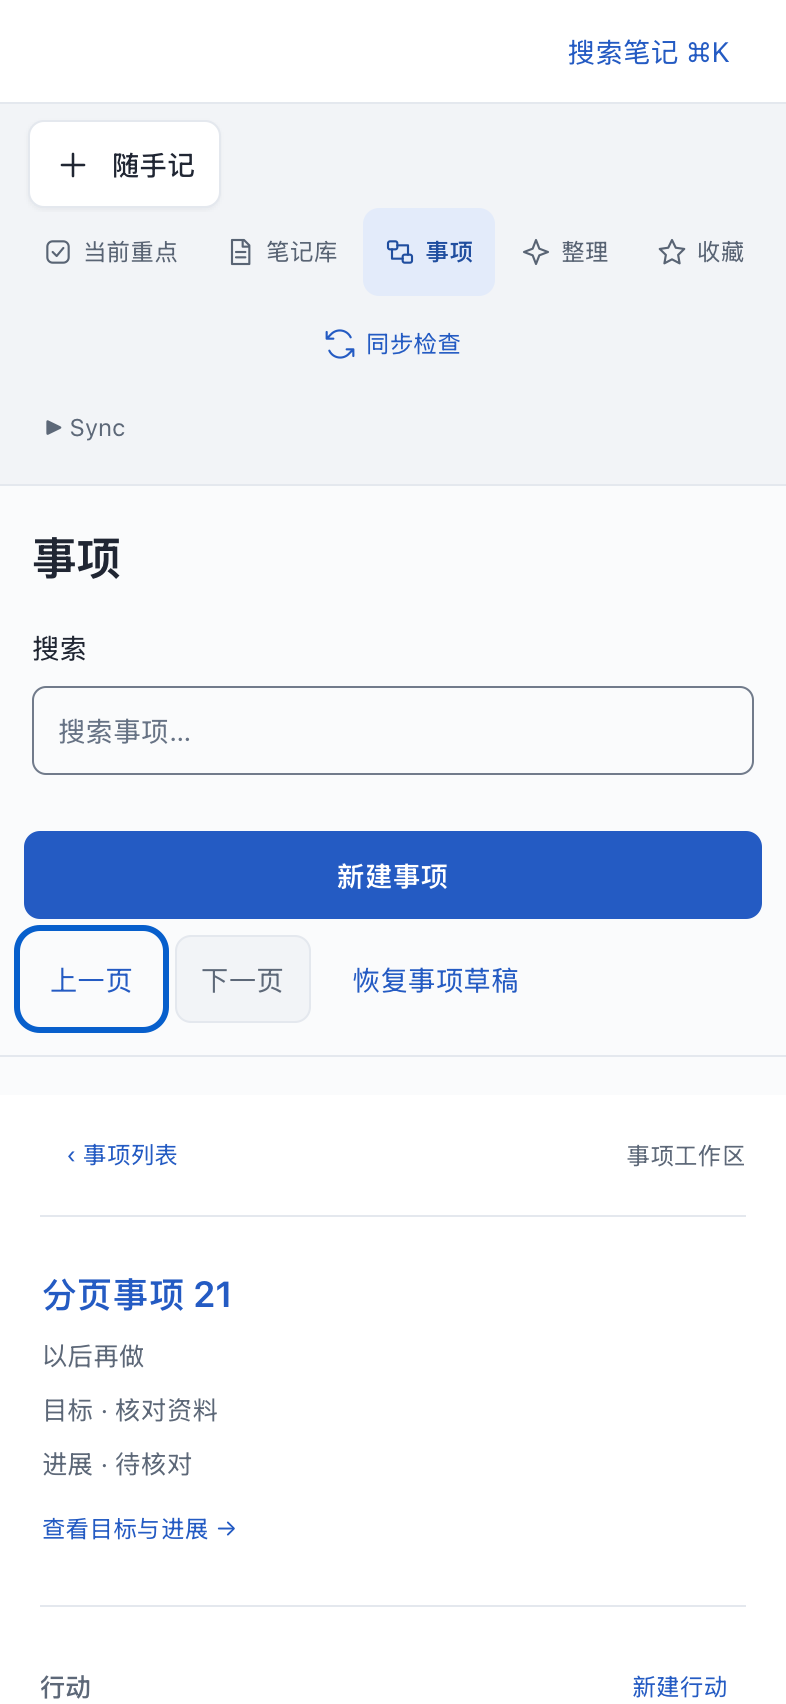 搜索笔记 ⌘K
随手记
当前重点 笔记库 事项 整理 收藏
同步检查
▶ Sync
事项
搜索
搜索事项...
新建事项
上一页 下一页 恢复事项草稿
‹ 事项列表 事项工作区
分页事项 21
以后再做
目标 · 核对资料
进展 · 待核对
查看目标与进展 →
行动 新建行动